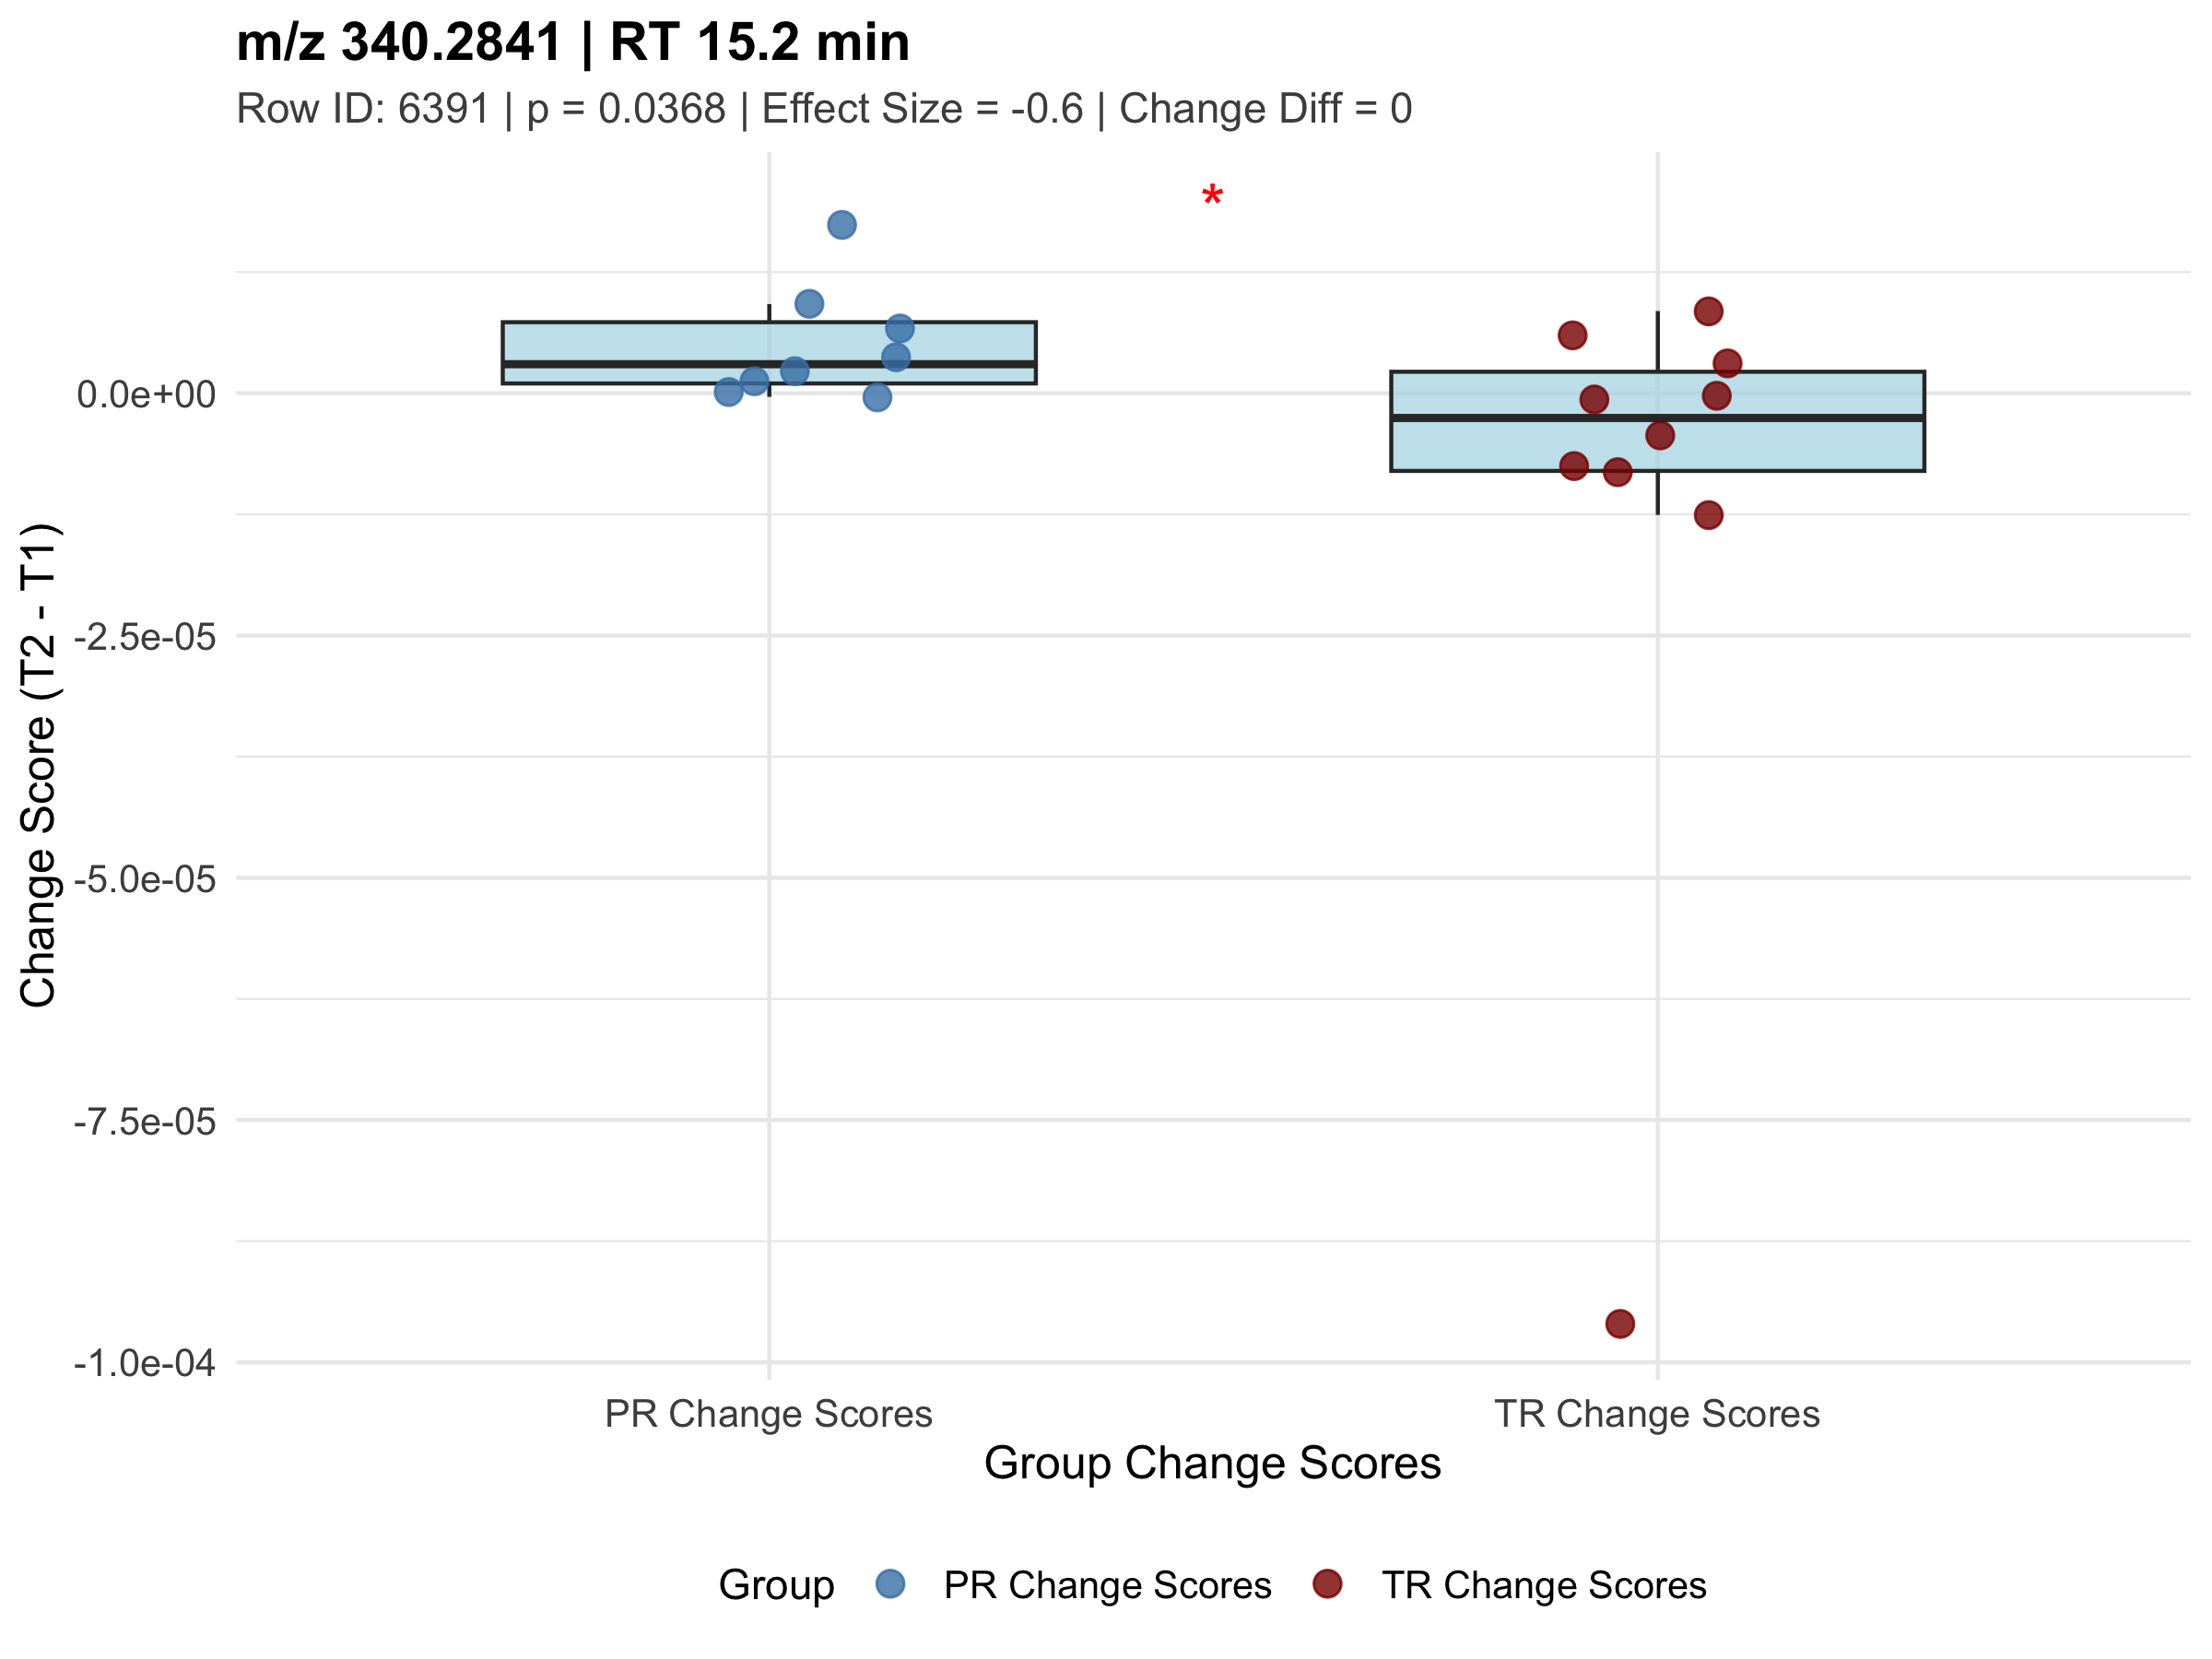 m/z 340.2841 | RT 15.2 min
Row ID: 6391 | p = 0.0368 | Effect Size = -0.6 | Change Diff = 0
*
Change Score (T2 - T1)
0.0e+00
-2.5e-05
-5.0e-05
-7.5e-05
-1.0e-04
PR Change Scores
TR Change Scores
Group Change Scores
Group
PR Change Scores
TR Change Scores